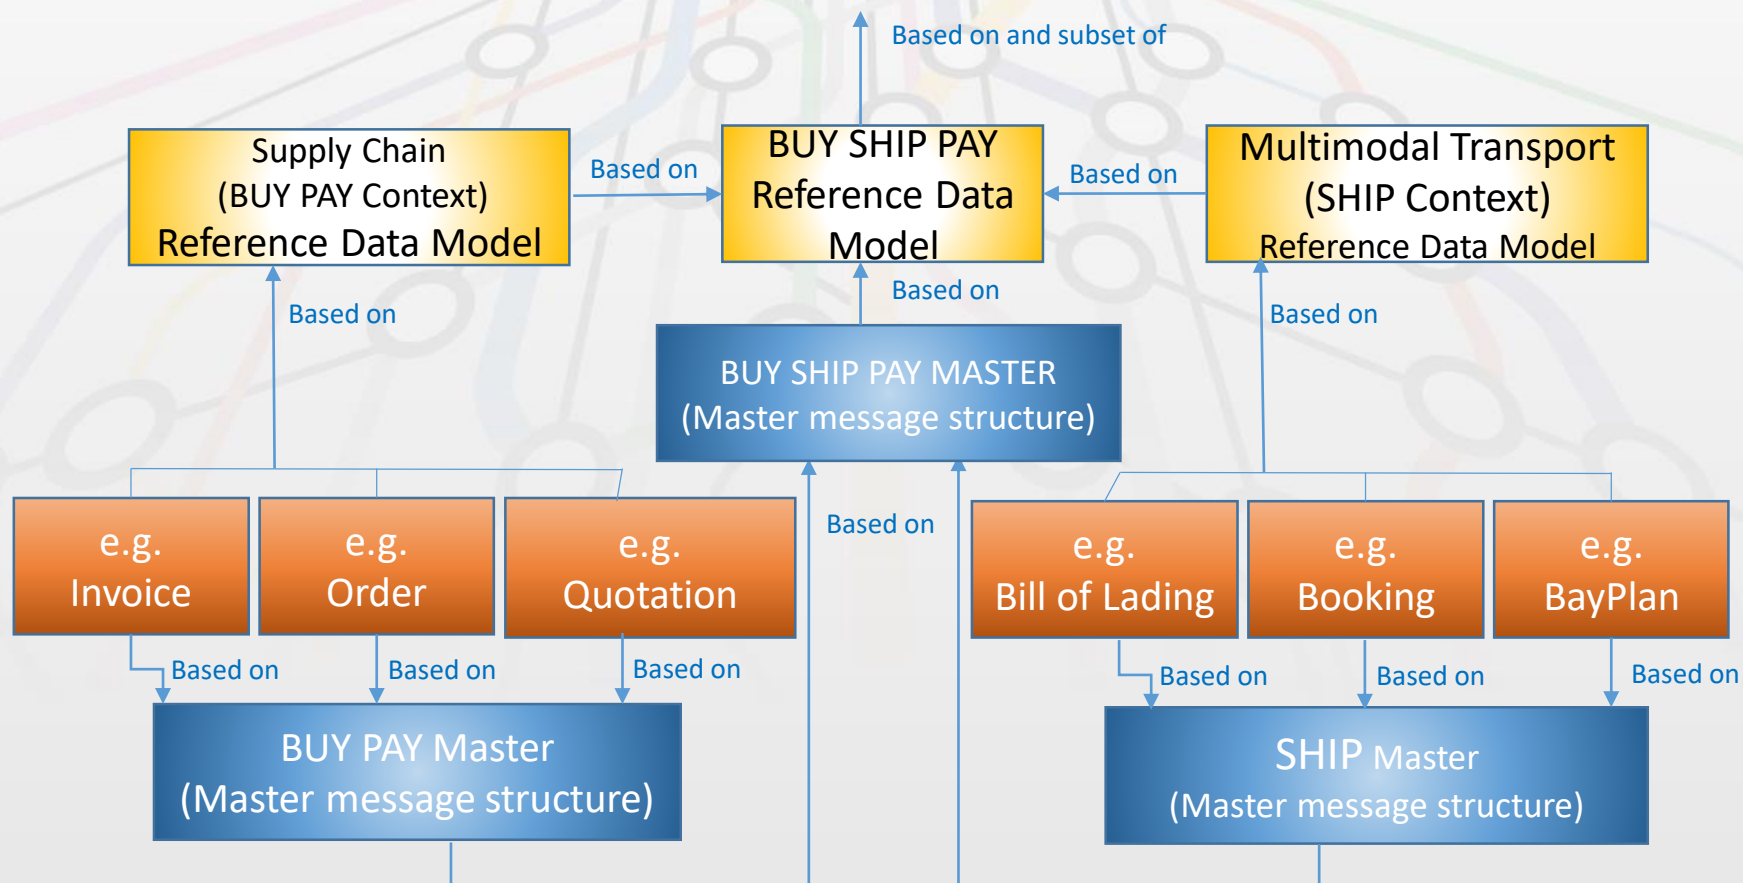 Based on and subset of
Supply Chain
(BUY PAY Context)
Reference Data Model
Based on
BUY SHIP PAY
Reference Data
Model
Based on
Multimodal Transport
(SHIP Context)
Reference Data Model
Based on
Based on
Based on
BUY SHIP PAY MASTER
(Master message structure)
Based on
e.g.
Invoice
e.g.
Order
e.g.
Quotation
e.g.
Bill of Lading
e.g.
Booking
e.g.
BayPlan
Based on
Based on
Based on
Based on
Based on
Based on
BUY PAY Master
(Master message structure)
SHIP Master
(Master message structure)